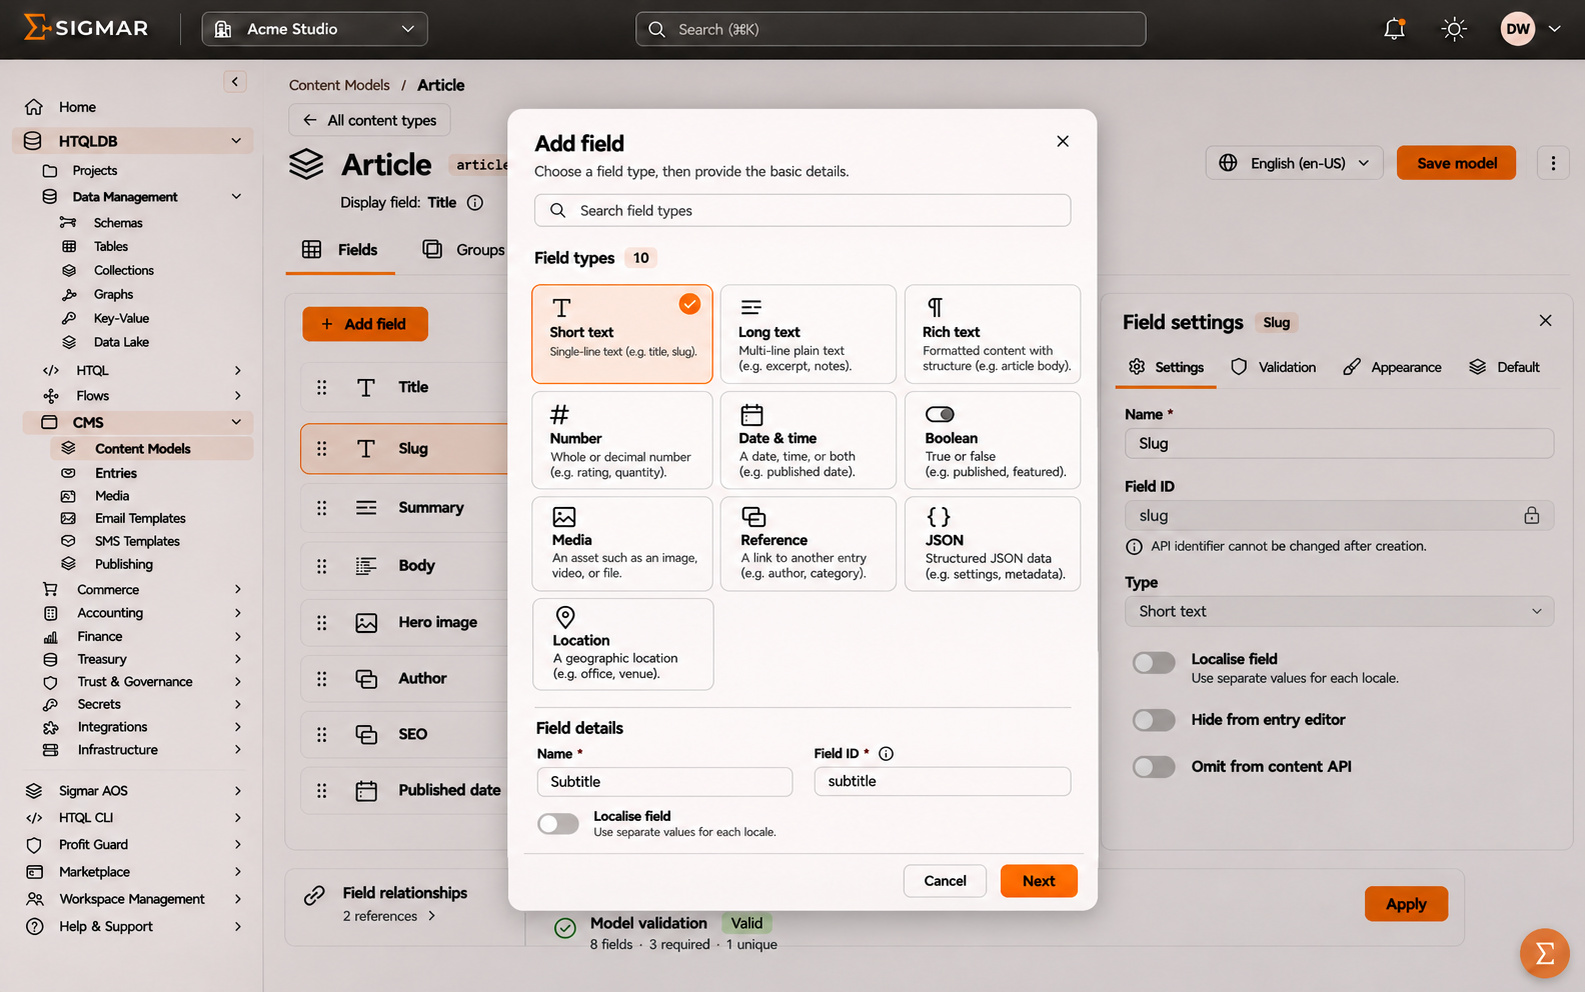 SIGMAR
Acme Studio
Search (⌘K)
DW
Home
HTQLDB
Projects
Data Management
Schemas
Tables
Collections
Graphs
Key-Value
Data Lake
HTQL
Flows
CMS
Content Models
Entries
Media
Email Templates
SMS Templates
Publishing
Commerce
Accounting
Finance
Treasury
Trust & Governance
Secrets
Integrations
Infrastructure
Sigmar AOS
HTQL CLI
Profit Guard
Marketplace
Workspace Management
Help & Support
Content Models / Article
All content types
Article
article
Display field: Title
English (en-US)
Save model
Fields
Groups
+ Add field
Title
Slug
Summary
Body
Hero image
Author
SEO
Published date
Field relationships
2 references
Model validation Valid
8 fields · 3 required · 1 unique
Apply
Add field
Choose a field type, then provide the basic details.
Search field types
Field types 10
Short text
Single-line text (e.g. title, slug).
Long text
Multi-line plain text
(e.g. excerpt, notes).
Rich text
Formatted content with
structure (e.g. article body).
Number
Whole or decimal number
(e.g. rating, quantity).
Date & time
A date, time, or both
(e.g. published date).
Boolean
True or false
(e.g. published, featured).
Media
An asset such as an image,
video, or file.
Reference
A link to another entry
(e.g. author, category).
JSON
Structured JSON data
(e.g. settings, metadata).
Location
A geographic location
(e.g. office, venue).
Field details
Name *
Subtitle
Field ID *
subtitle
Localise field
Use separate values for each locale.
Cancel
Next
Field settings Slug
Settings
Validation
Appearance
Default
Name *
Slug
Field ID
slug
API identifier cannot be changed after creation.
Type
Short text
Localise field
Use separate values for each locale.
Hide from entry editor
Omit from content API
Σ